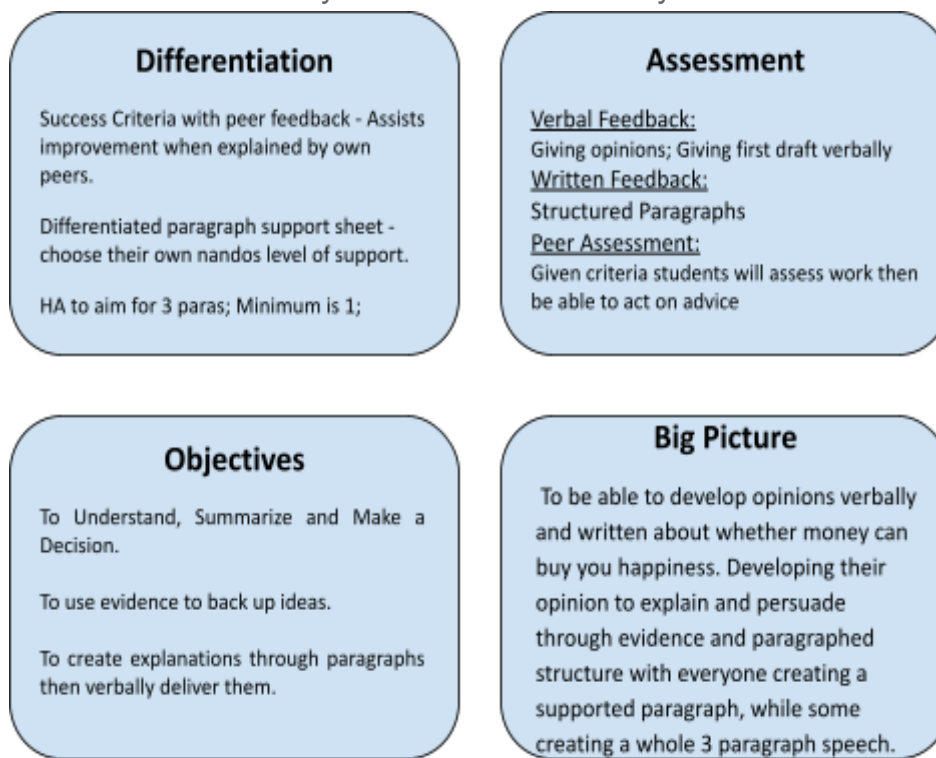 Differentiation
Success Criteria with peer feedback - Assists
improvement when explained by own
peers.
Differentiated paragraph support sheet -
choose their own nandos level of support.
HA to aim for 3 paras; Minimum is 1;
Assessment
Verbal Feedback:
Giving opinions; Giving first draft verbally
Written Feedback:
Structured Paragraphs
Peer Assessment:
Given criteria students will assess work then
be able to act on advice
Objectives
To Understand, Summarize and Make a
Decision.
To use evidence to back up ideas.
To create explanations through paragraphs
then verbally deliver them.
Big Picture
To be able to develop opinions verbally
and written about whether money can
buy you happiness. Developing their
opinion to explain and persuade
through evidence and paragraphed
structure with everyone creating a
supported paragraph, while some
creating a whole 3 paragraph speech.